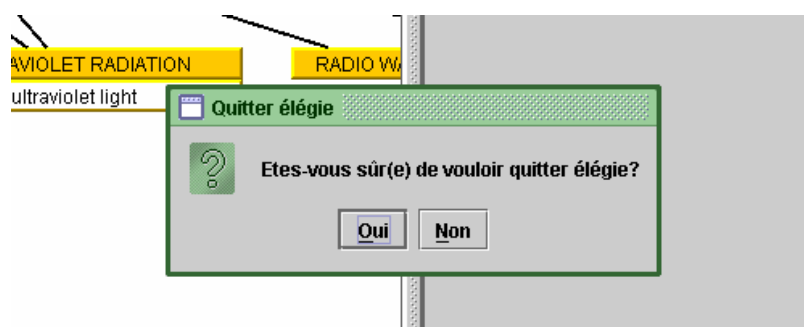 AVIOLET RADIATION
RADIO WA
ultraviolet light
Quitter élégie
Etes-vous sûr(e) de vouloir quitter élégie?
Oui
Non